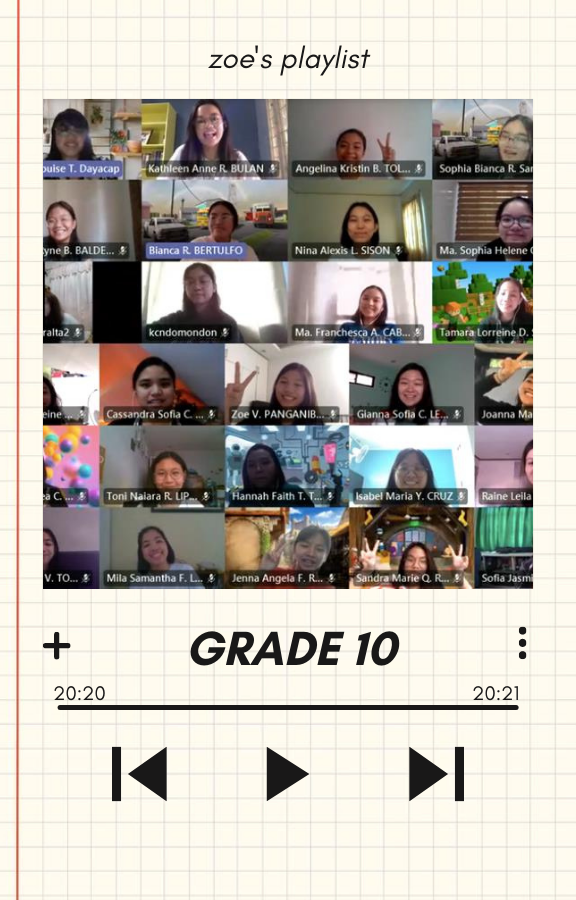 zoe's playlist
ouise T. Dayacap
Kathleen Anne R. BULAN
Angelina Kristin B. TOL...
Sophia Bianca R. Sa
yne B. BALDE...
Bianca R. BERTULFO
Nina Alexis L. SISON
Ma. Sophia Helene
ralta2
kcndomondon
Ma. Franchesca A. CAB...
Tamara Lorreine D.
eine ...
Cassandra Sofia C. ...
Zoe V. PANGANIB...
Gianna Sofia C. LE...
Joanna Ma
a C. ...
Toni Naiara R. LIP...
Hannah Faith T. T...
Isabel Maria Y. CRUZ
Raine Leila
V. TO...
Mila Samantha F. L...
Jenna Angela F. R...
Sandra Marie Q. R...
Sofia Jasmi
GRADE 10
20:20
20:21